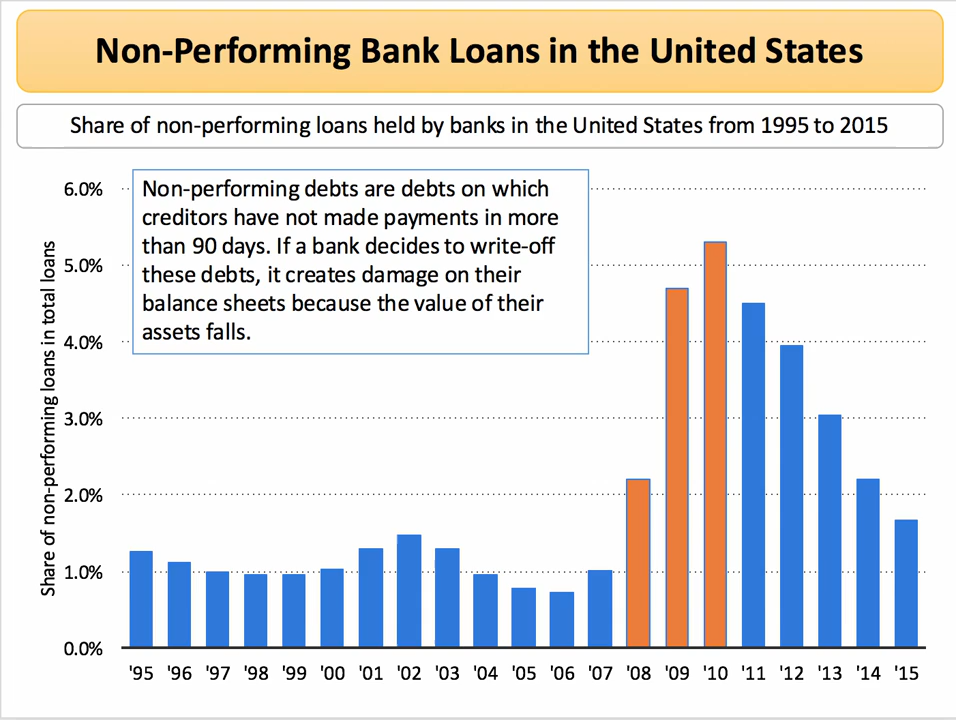 Non-Performing Bank Loans in the United States
Share of non-performing loans held by banks in the United States from 1995 to 2015
Non-performing debts are debts on which
creditors have not made payments in more
than 90 days. If a bank decides to write-off
these debts, it creates damage on their
balance sheets because the value of their
assets falls.
Share of non-performing loans in total loans
6.0%
5.0%
4.0%
3.0%
2.0%
1.0%
0.0%
'95 '96 '97 '98 '99 '00 '01 '02 '03 '04 '05 '06 '07 '08 '09 '10 '11 '12 '13 '14 '15